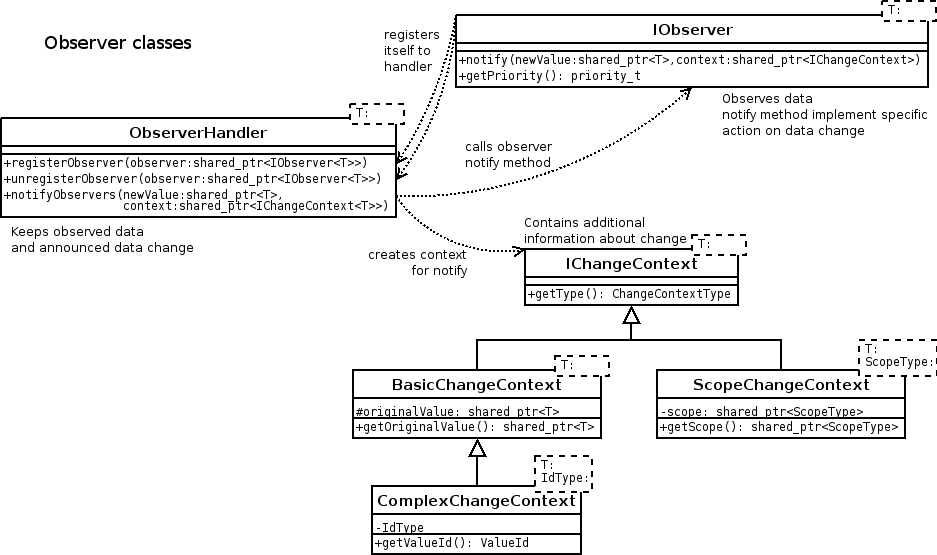 Observer classes
registers
itself to
handler
T:
IObserver
+notify(newValue:shared_ptr<T>,context:shared_ptr<IChangeContext>)
+getPriority(): priority_t
Observes data
notify method implement specific
action on data change
T:
ObserverHandler
+registerObserver(observer:shared_ptr<IObserver<T>>)
+unregisterObserver(observer:shared_ptr<IObserver<T>>)
+notifyObservers(newValue:shared_ptr<T>,
context:shared_ptr<IChangeContext<T>>)
Keeps observed data
and announced data change
calls observer
notify method
creates context
for notify
Contains additional
information about change
T:
IChangeContext
+getType(): ChangeContextType
T:
BasicChangeContext
#originalValue: shared_ptr<T>
+getOriginalValue(): shared_ptr<T>
T:
ScopeType:
ScopeChangeContext
-scope: shared_ptr<ScopeType>
+getScope(): shared_ptr<ScopeType>
T:
IdType:
ComplexChangeContext
-IdType
+getValueId(): ValueId